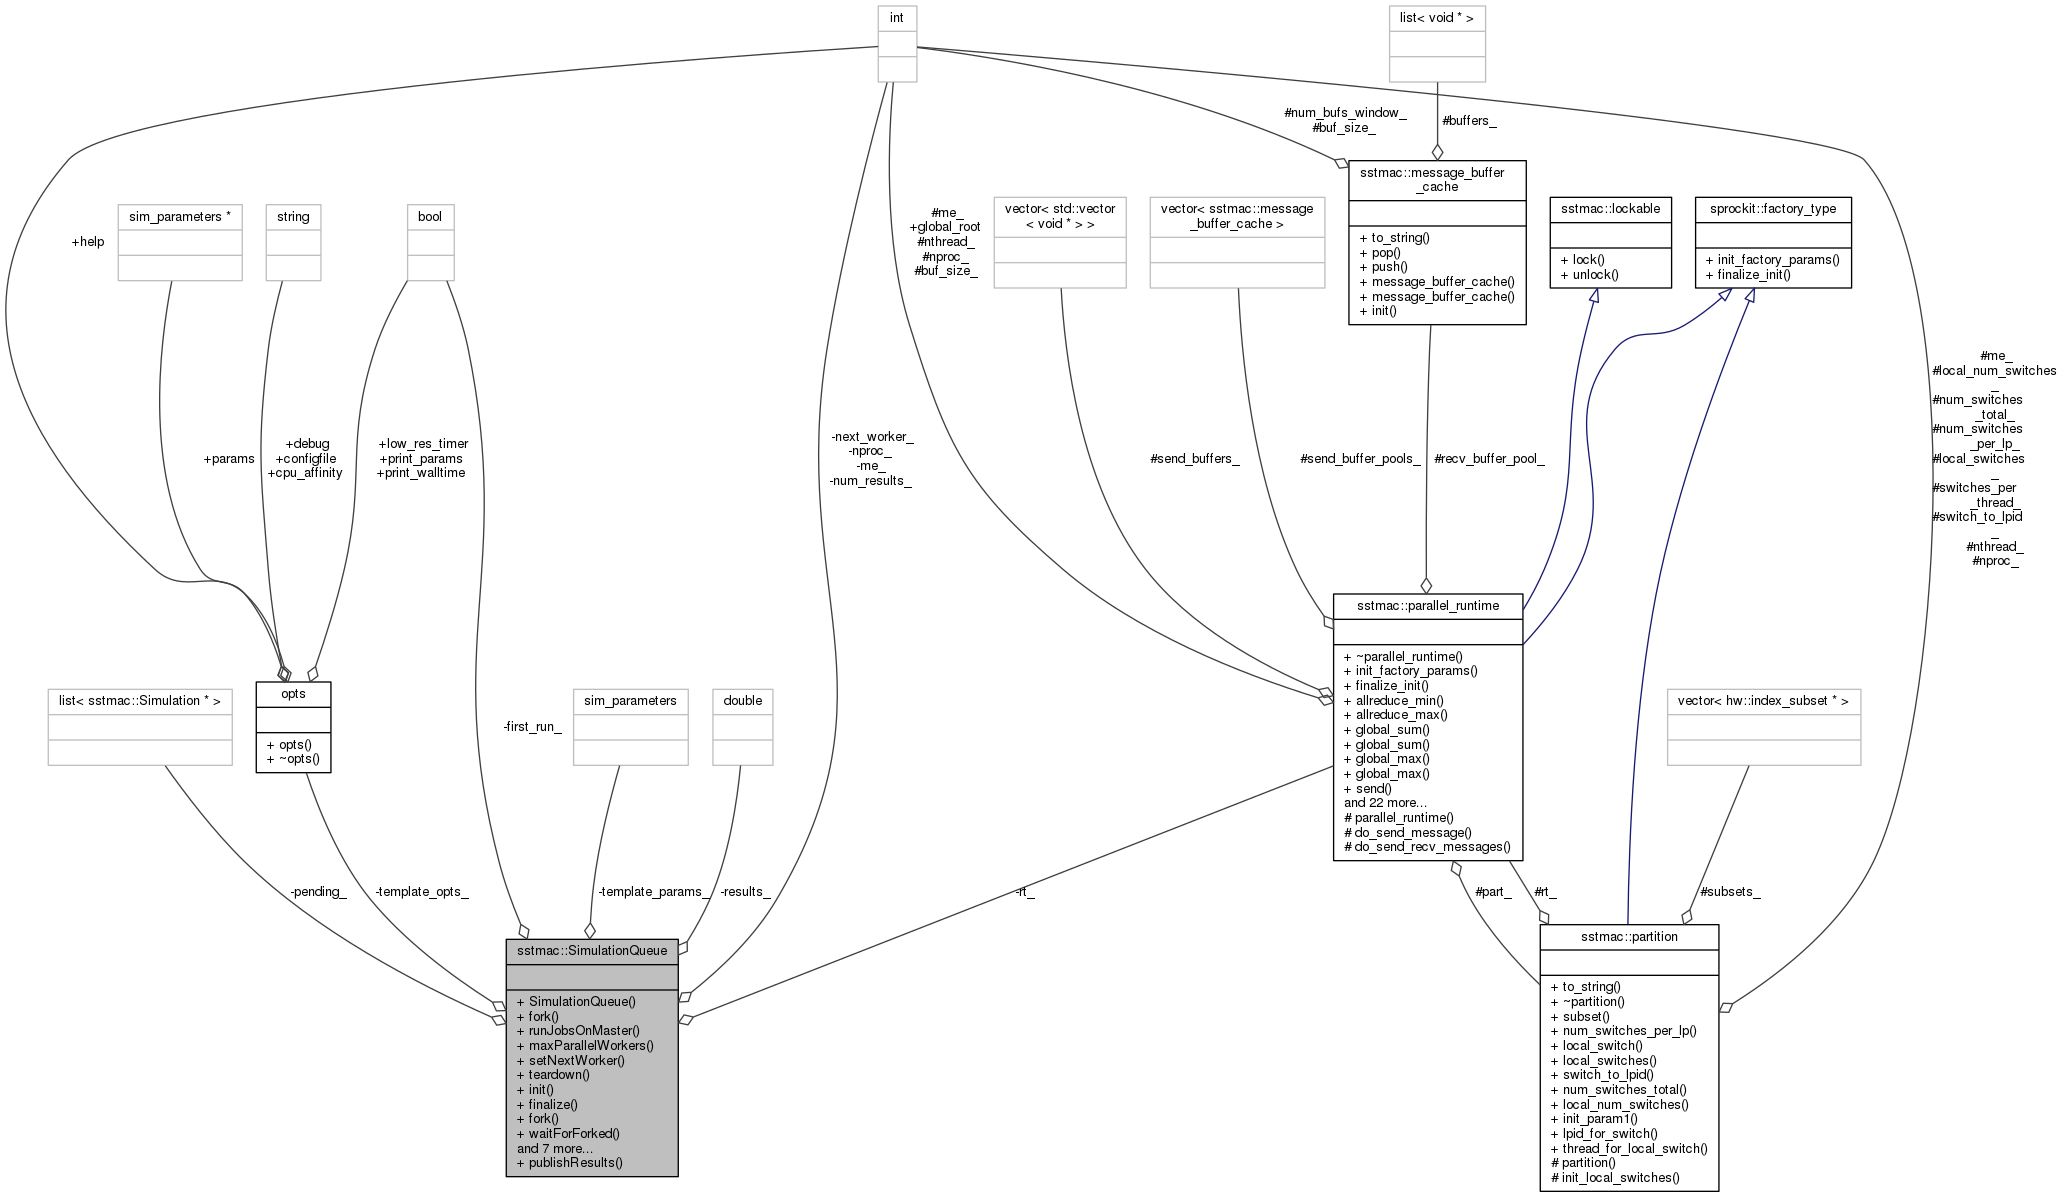 int
list< void * >
#num_bufs_window_
#buf_size_
#buffers_
sstmac::message_buffer
_cache
+ to_string()
+ pop()
+ push()
+ message_buffer_cache()
+ message_buffer_cache()
+ init()
sim_parameters *
string
bool
+help
#me_
+global_root
#nthread_
#nproc_
#buf_size_
vector< std::vector
< void * > >
vector< sstmac::message
_buffer_cache >
sstmac::lockable
+ lock()
+ unlock()
sprockit::factory_type
+ init_factory_params()
+ finalize_init()
#me_
#local_num_switches
_
#num_switches
_total_
#num_switches
_per_lp_
#local_switches
_
#switches_per
_thread_
#switch_to_lpid
_
#nthread_
#nproc_
+params
+debug
+configfile
+cpu_affinity
+low_res_timer
+print_params
+print_walltime
-next_worker_
-nproc_
-me_
-num_results_
#send_buffers_
#send_buffer_pools_
#recv_buffer_pool_
sstmac::parallel_runtime
+ ~parallel_runtime()
+ init_factory_params()
+ finalize_init()
+ allreduce_min()
+ allreduce_max()
+ global_sum()
+ global_sum()
+ global_max()
+ global_max()
+ send()
and 22 more...
# parallel_runtime()
# do_send_message()
# do_send_recv_messages()
list< sstmac::Simulation * >
opts
+ opts()
+ ~opts()
-first_run_
sim_parameters
double
vector< hw::index_subset * >
-pending_
-template_opts_
-template_params_
-results_
-rt_
#part_
#rt_
#subsets_
sstmac::SimulationQueue
+ SimulationQueue()
+ fork()
+ runJobsOnMaster()
+ maxParallelWorkers()
+ setNextWorker()
+ teardown()
+ init()
+ finalize()
+ fork()
+ waitForForked()
and 7 more...
+ publishResults()
sstmac::partition
+ to_string()
+ ~partition()
+ subset()
+ num_switches_per_lp()
+ local_switch()
+ local_switches()
+ switch_to_lpid()
+ num_switches_total()
+ local_num_switches()
+ init_param1()
+ lpid_for_switch()
+ thread_for_local_switch()
# partition()
# init_local_switches()